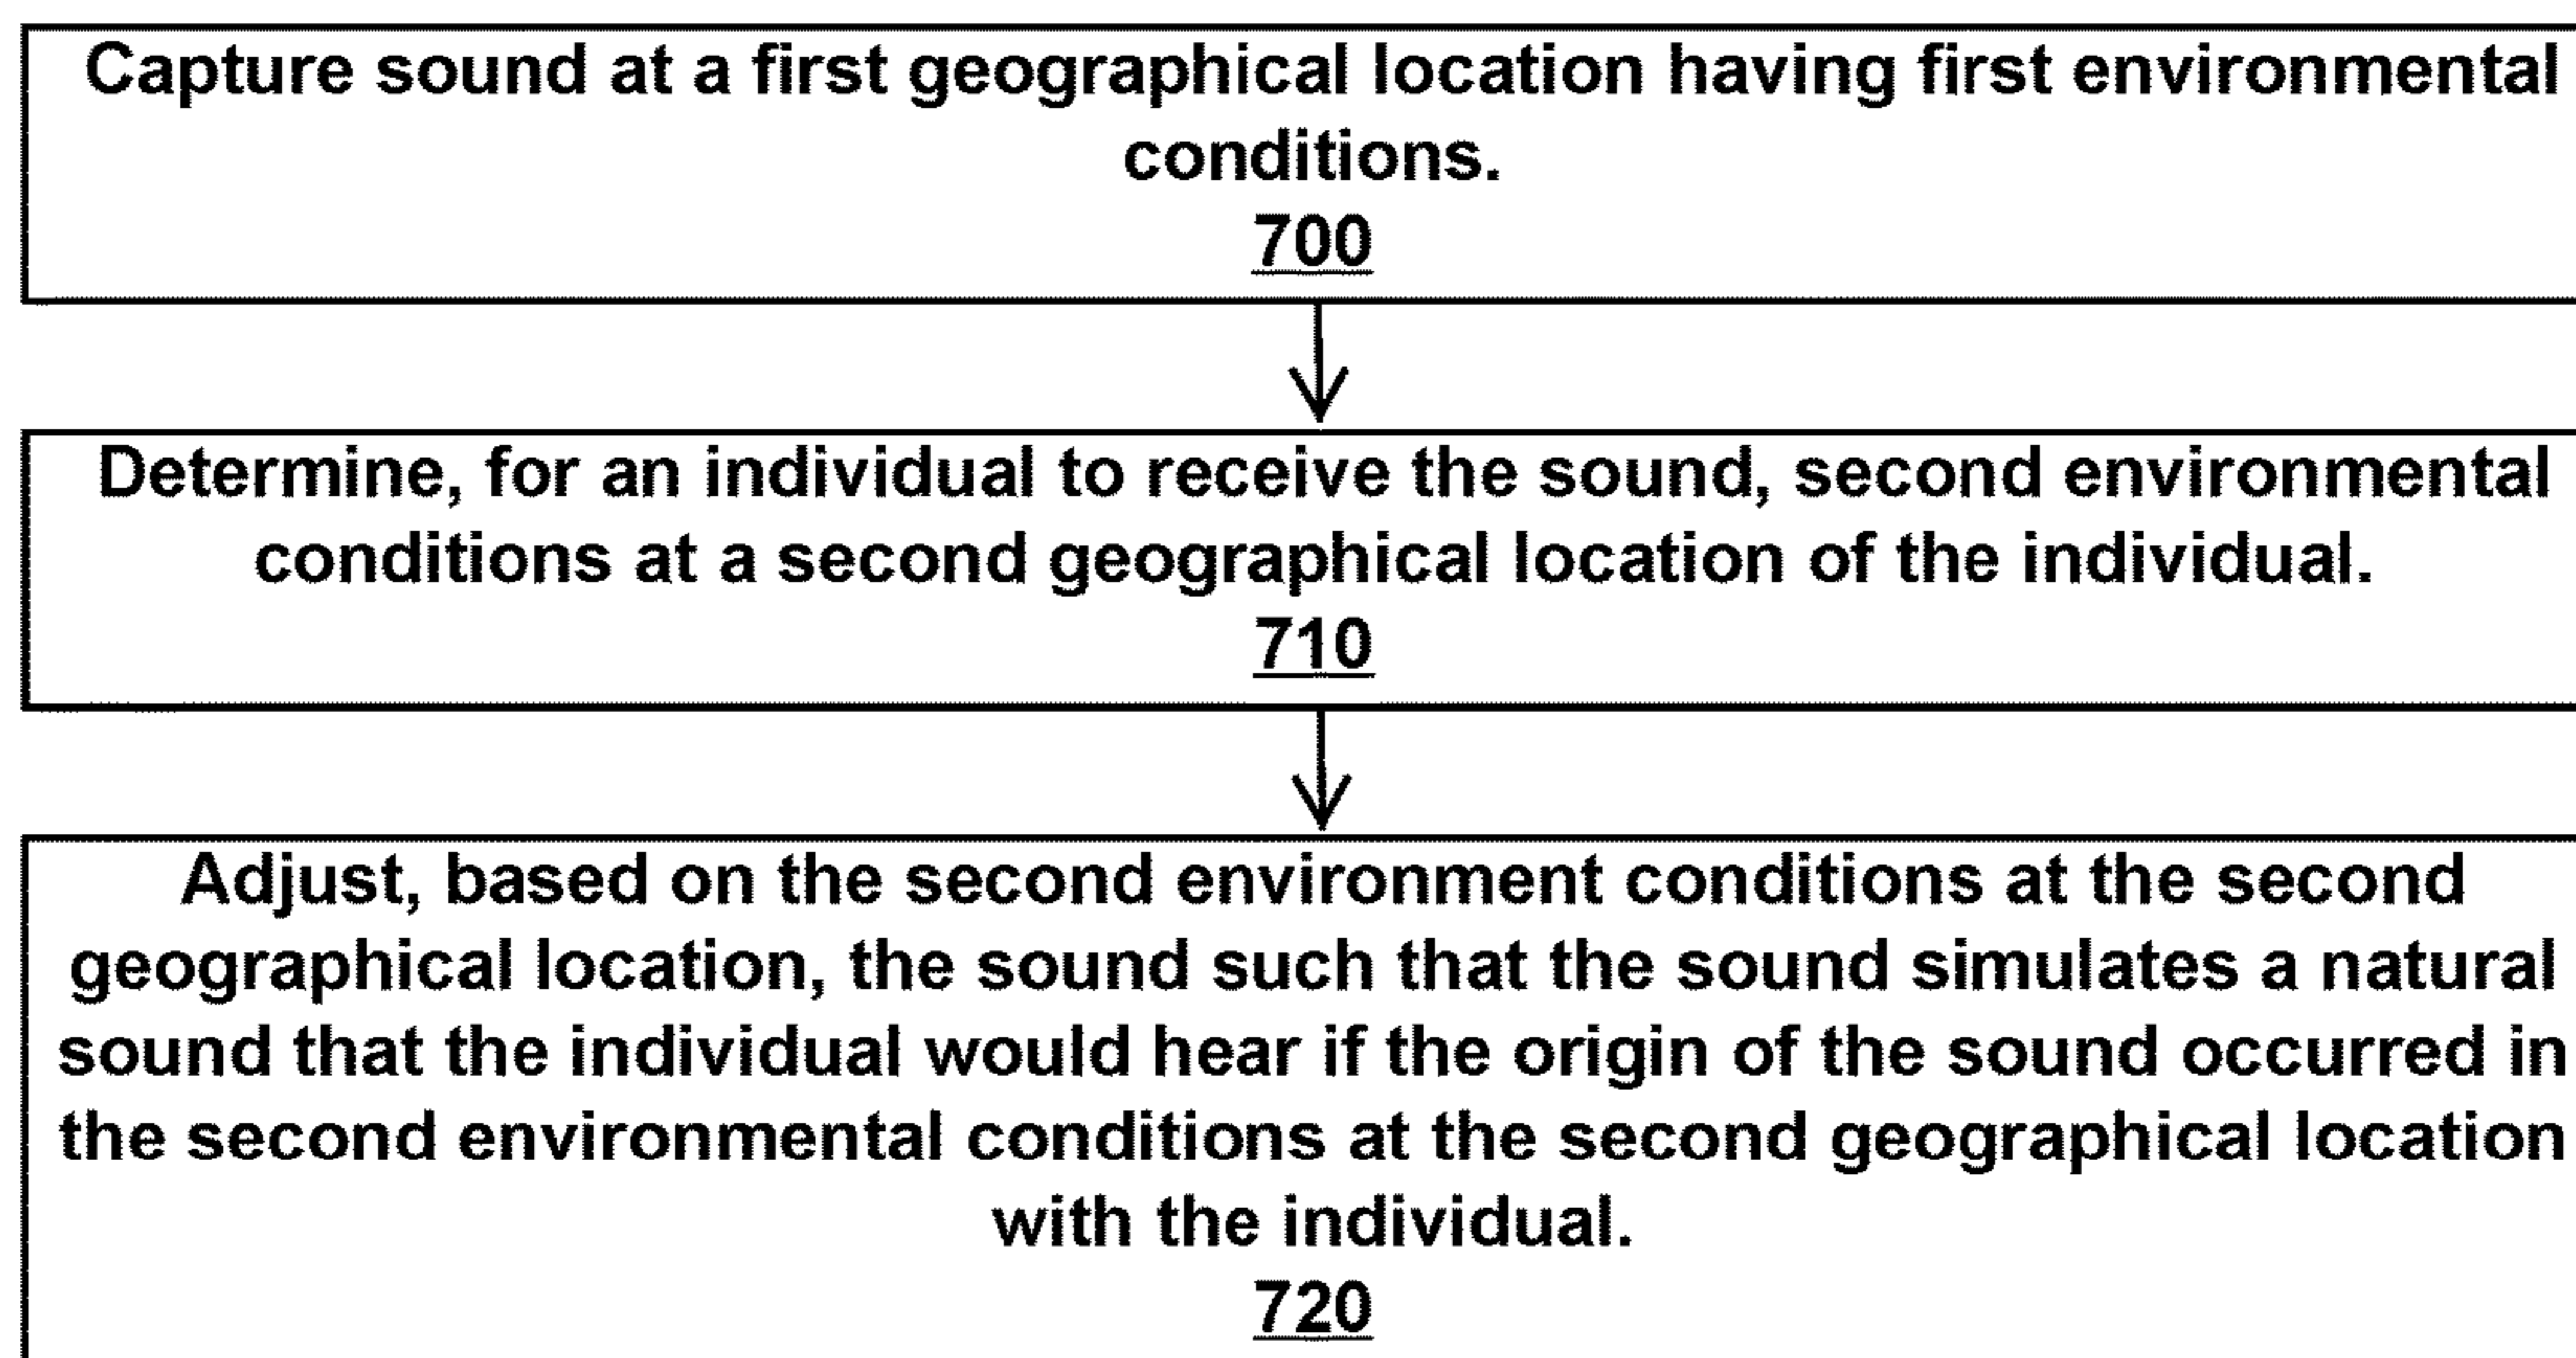 Capture sound at a first geographical location having first environmental
conditions.
700
Determine, for an individual to receive the sound, second environmental
conditions at a second geographical location of the individual.
710
Adjust, based on the second environment conditions at the second
geographical location, the sound such that the sound simulates a natural
sound that the individual would hear if the origin of the sound occurred in
the second environmental conditions at the second geographical location
with the individual.
720